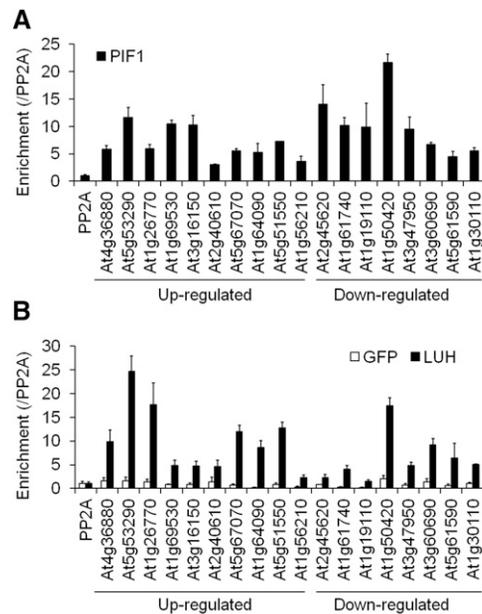 A
Enrichment (/PP2A)
25
20
15
10
5
0
PIF1
PP2A
At4g36880
At5g53290
At1g26770
At1g69530
At3g16150
At2g40610
At5g67070
At1g64090
At5g51550
At1g56210
At2g45620
At1g61740
At1g19110
At1g50420
At3g47950
At3g60690
At5g61590
At1g30110
Up-regulated
Down-regulated
B
Enrichment (/PP2A)
30
25
20
15
10
5
0
GFP LUH
PP2A
At4g36880
At5g53290
At1g26770
At1g69530
At3g16150
At2g40610
At5g67070
At1g64090
At5g51550
At1g56210
At2g45620
At1g61740
At1g19110
At1g50420
At3g47950
At3g60690
At5g61590
At1g30110
Up-regulated
Down-regulated